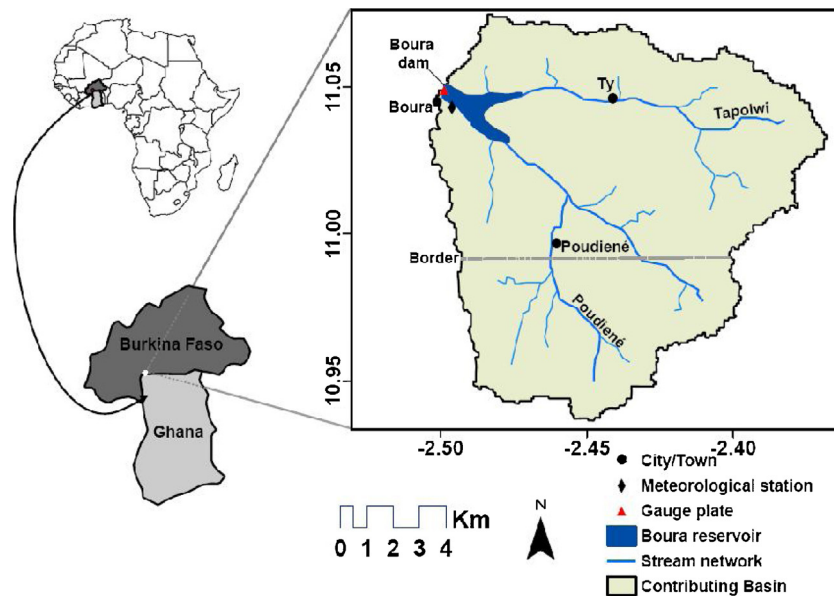 Boura
dam
11.05
Boura
Ty
Tapolwi
11.00
Poudiené
Border
Poudiené
10.95
Burkina Faso
Ghana
-2.50
-2.45
-2.40
City/Town
Meteorological station
Gauge plate
Boura reservoir
Stream network
Contributing Basin
Km
0 1 2 3 4
N